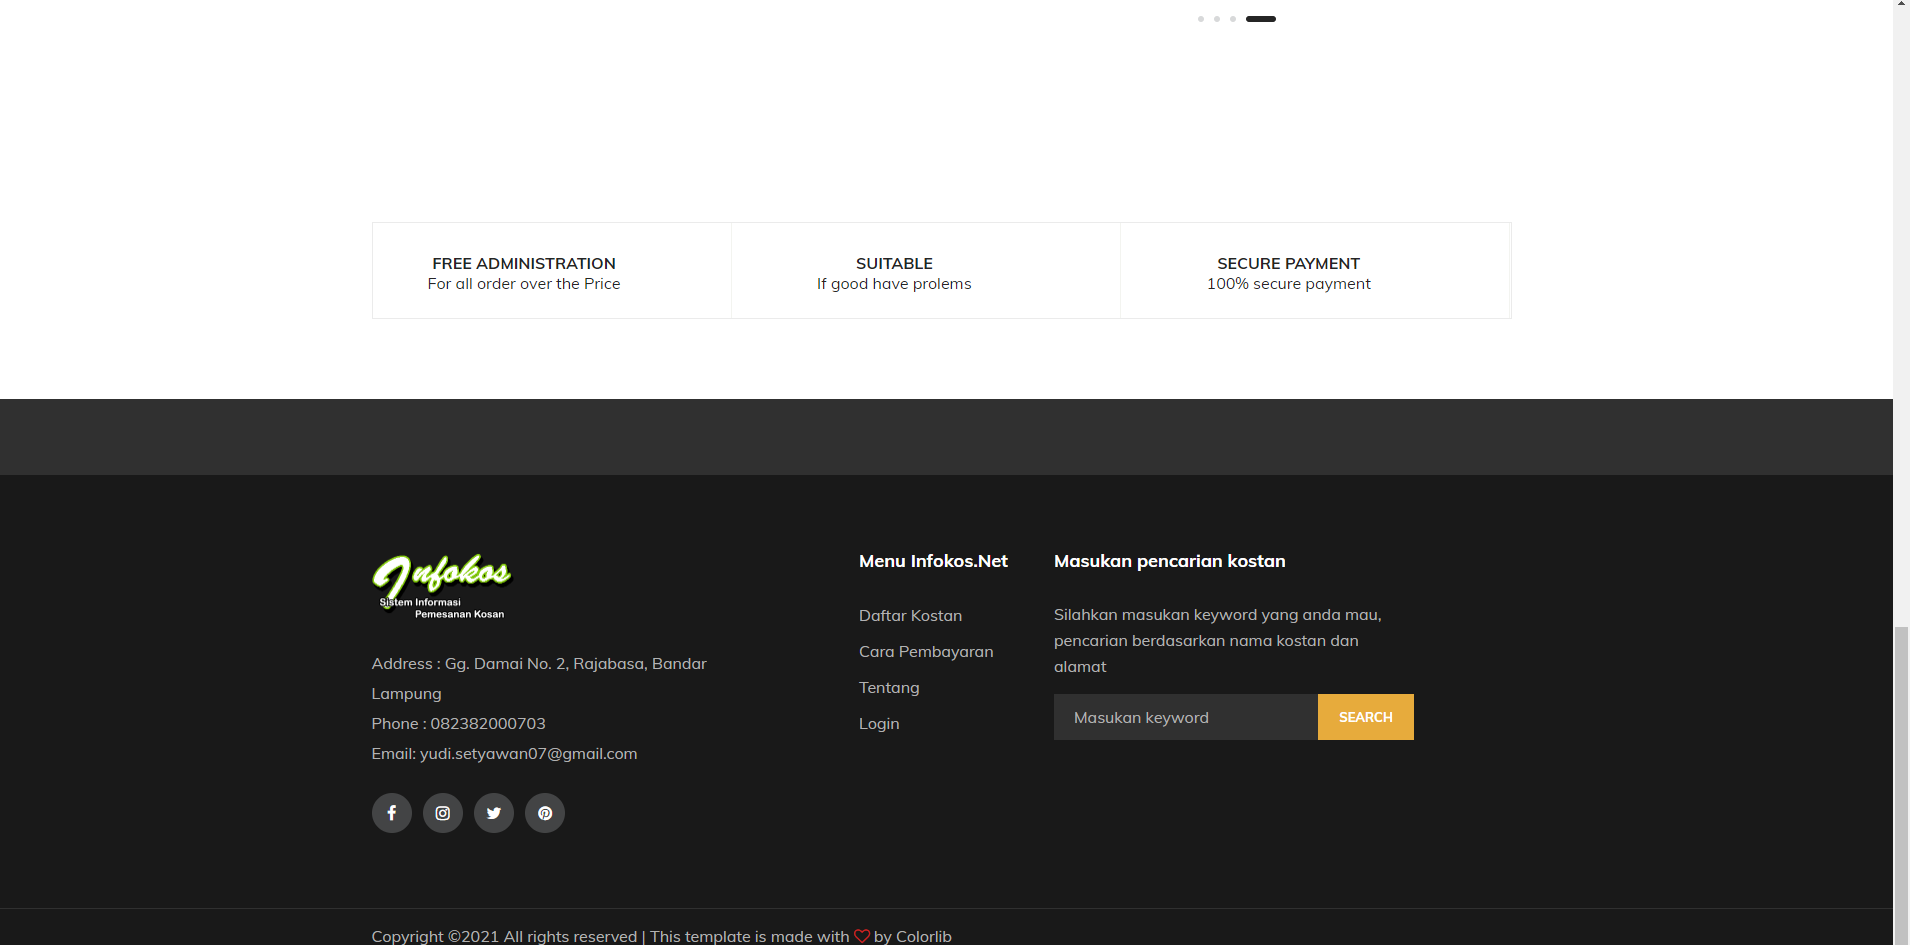 FREE ADMINISTRATION
For all order over the Price
SUITABLE
If good have prolems
SECURE PAYMENT
100% secure payment
Infokos
Sistem Informasi
Pemesanan Kosan
Address : Gg. Damai No. 2, Rajabasa, Bandar
Lampung
Phone : 082382000703
Email: yudi.setyawan07@gmail.com
Menu Infokos.Net
Daftar Kostan
Cara Pembayaran
Tentang
Login
Masukan pencarian kostan
Silahkan masukan keyword yang anda mau,
pencarian berdasarkan nama kostan dan
alamat
Masukan keyword
SEARCH
Copyright ©2021 All rights reserved | This template is made with ♡ by Colorlib